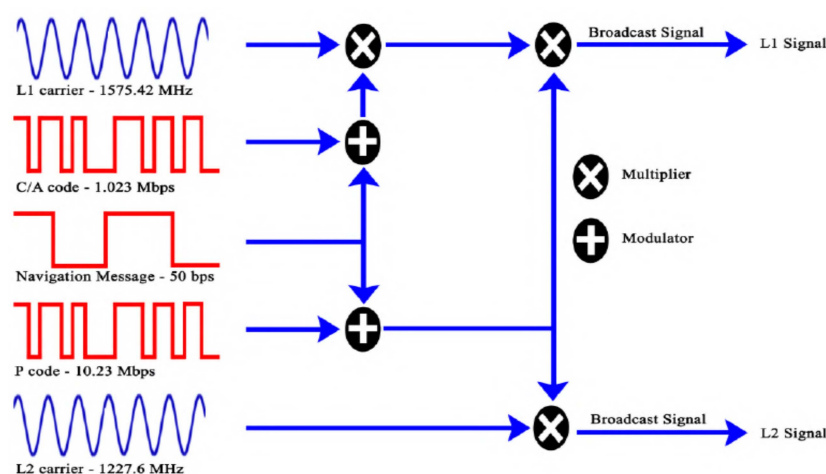 L1 carrier - 1575.42 MHz
Broadcast Signal
L1 Signal
C/A code - 1.023 Mbps
Multiplier
Modulator
Navigation Message - 50 bps
P code - 10.23 Mbps
Broadcast Signal
L2 Signal
L2 carrier - 1227.6 MHz